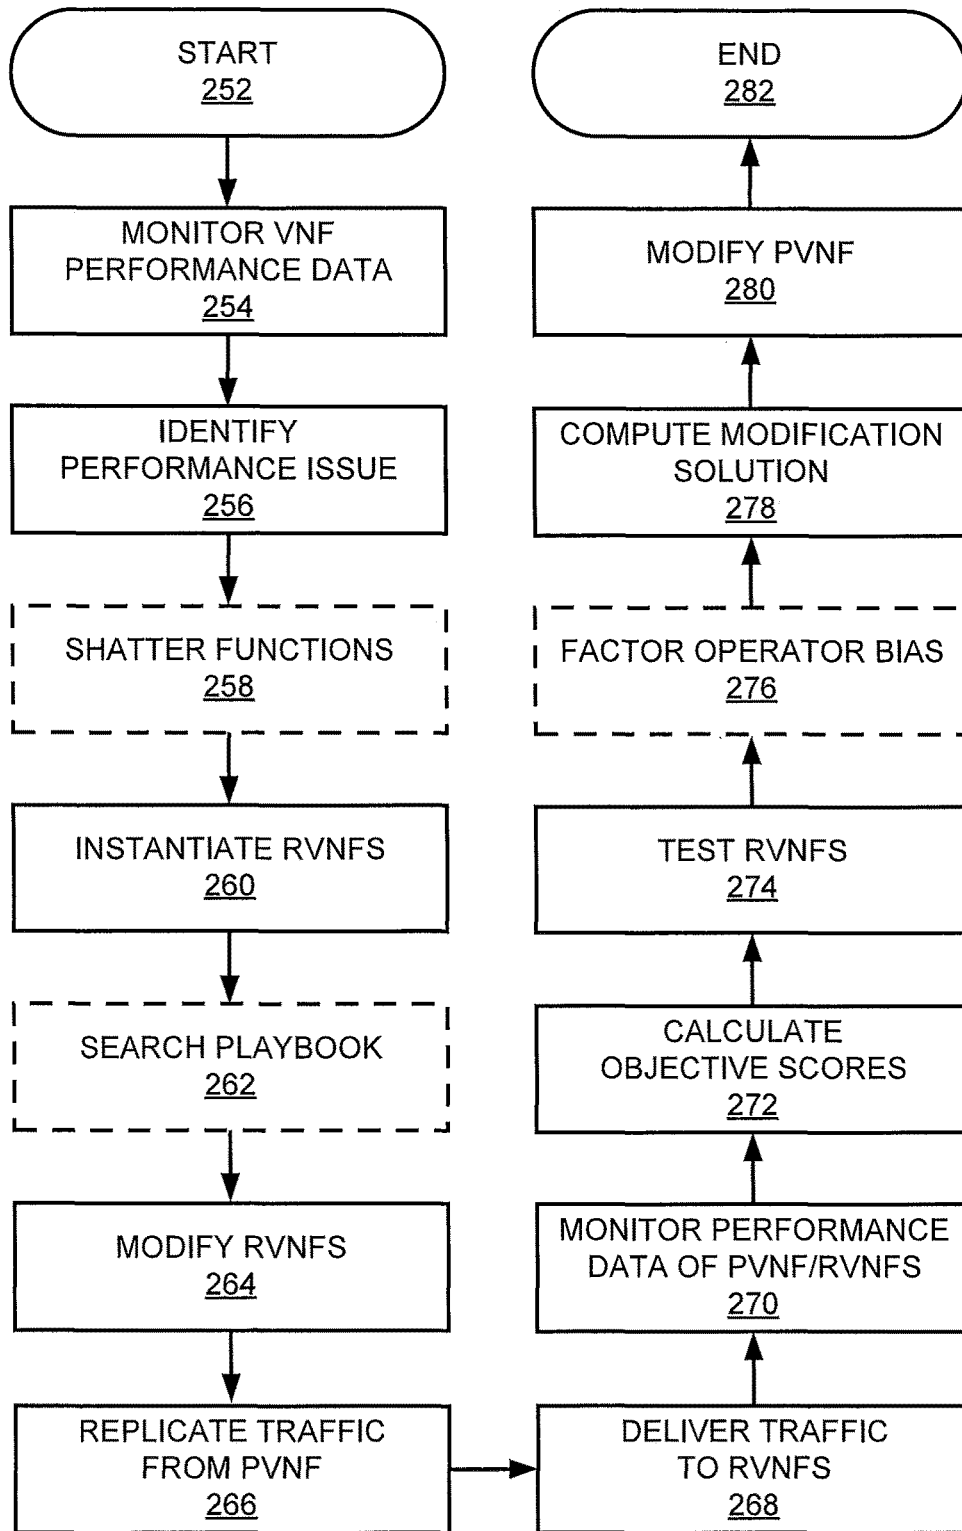 START
252
MONITOR VNF
PERFORMANCE DATA
254
IDENTIFY
PERFORMANCE ISSUE
256
SHATTER FUNCTIONS
258
INSTANTIATE RVNFS
260
SEARCH PLAYBOOK
262
MODIFY RVNFS
264
REPLICATE TRAFFIC
FROM PVNF
266
DELIVER TRAFFIC
TO RVNFS
268
MONITOR PERFORMANCE
DATA OF PVNF/RVNFS
270
CALCULATE
OBJECTIVE SCORES
272
TEST RVNFS
274
FACTOR OPERATOR BIAS
276
COMPUTE MODIFICATION
SOLUTION
278
MODIFY PVNF
280
END
282